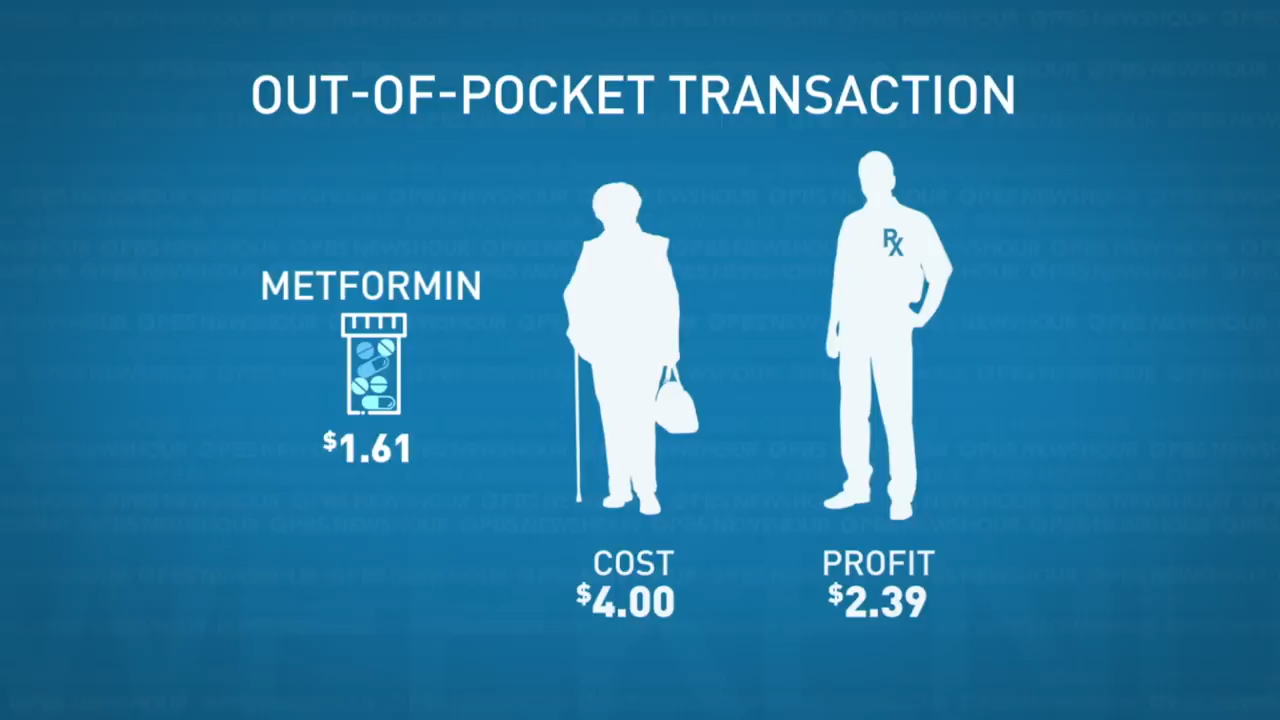 OUT-OF-POCKET TRANSACTION
METFORMIN
$1.61
RX
COST
$4.00
PROFIT
$2.39